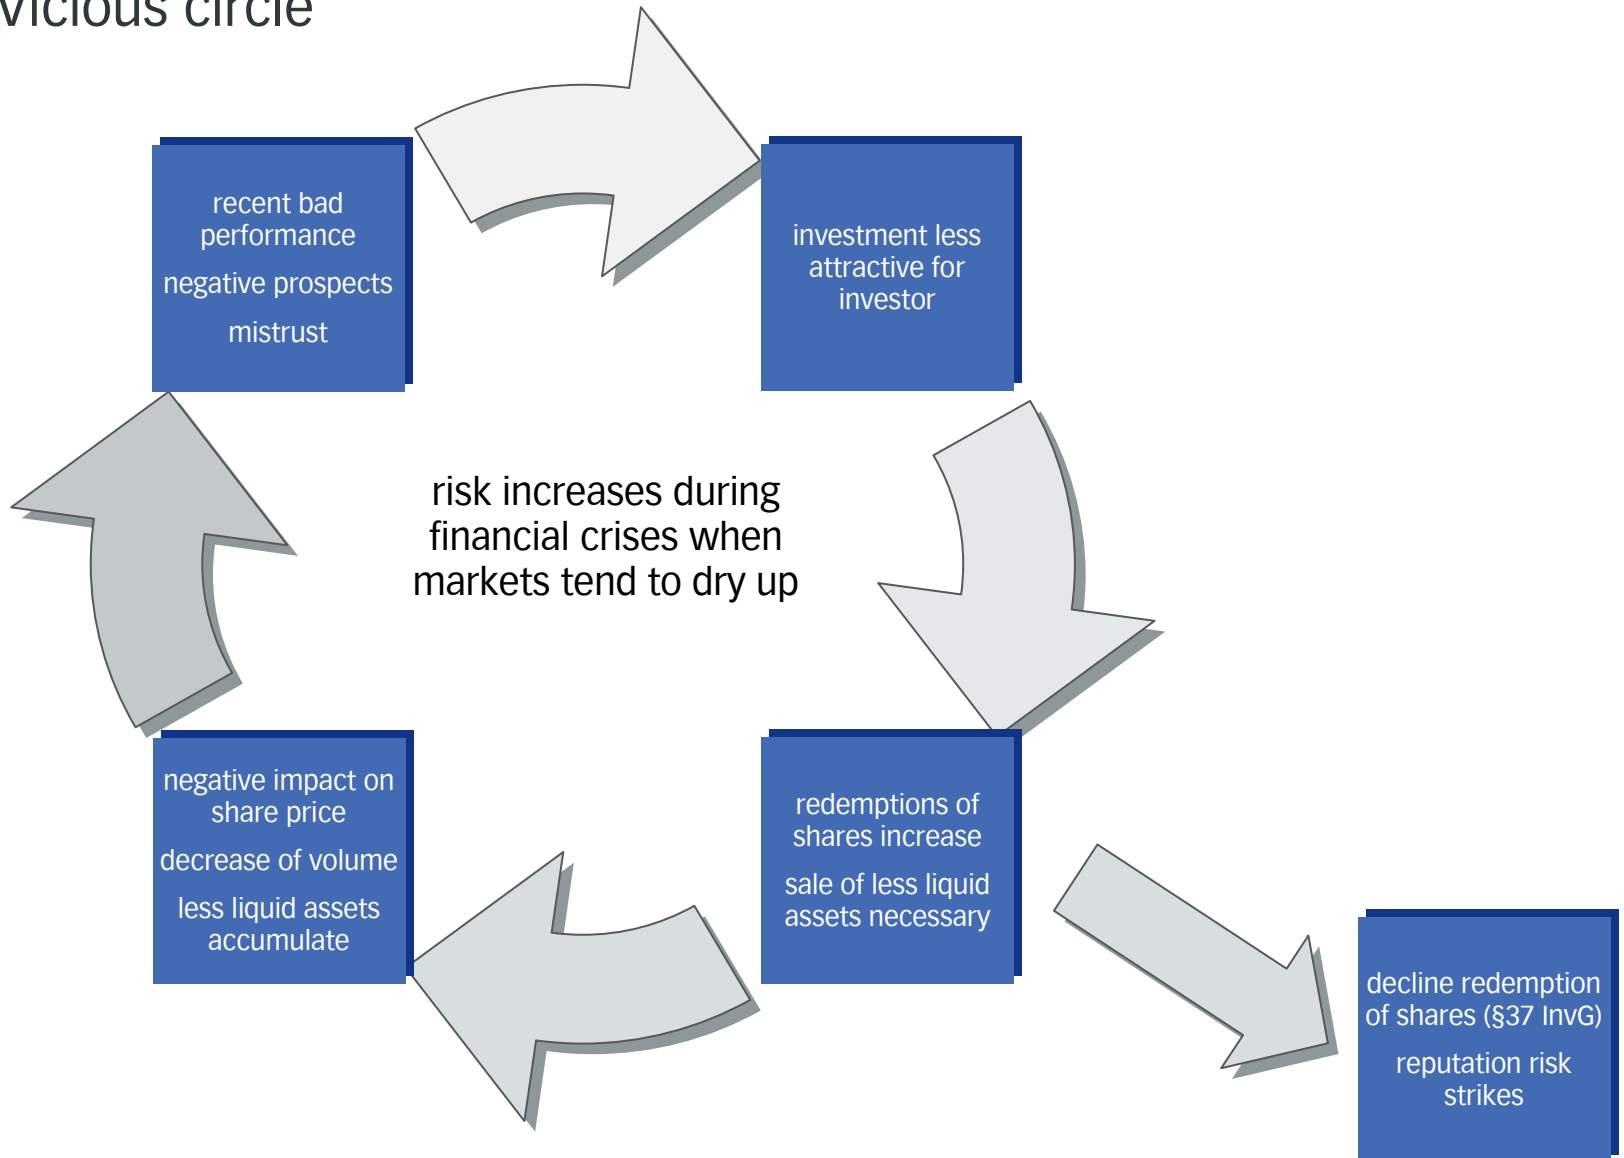 Vicious circle
recent bad
performance
negative prospects
mistrust
investment less
attractive for
investor
risk increases during
financial crises when
markets tend to dry up
negative impact on
share price
decrease of volume
less liquid assets
accumulate
redemptions of
shares increase
sale of less liquid
assets necessary
decline redemption
of shares (§37 InvG)
reputation risk
strikes